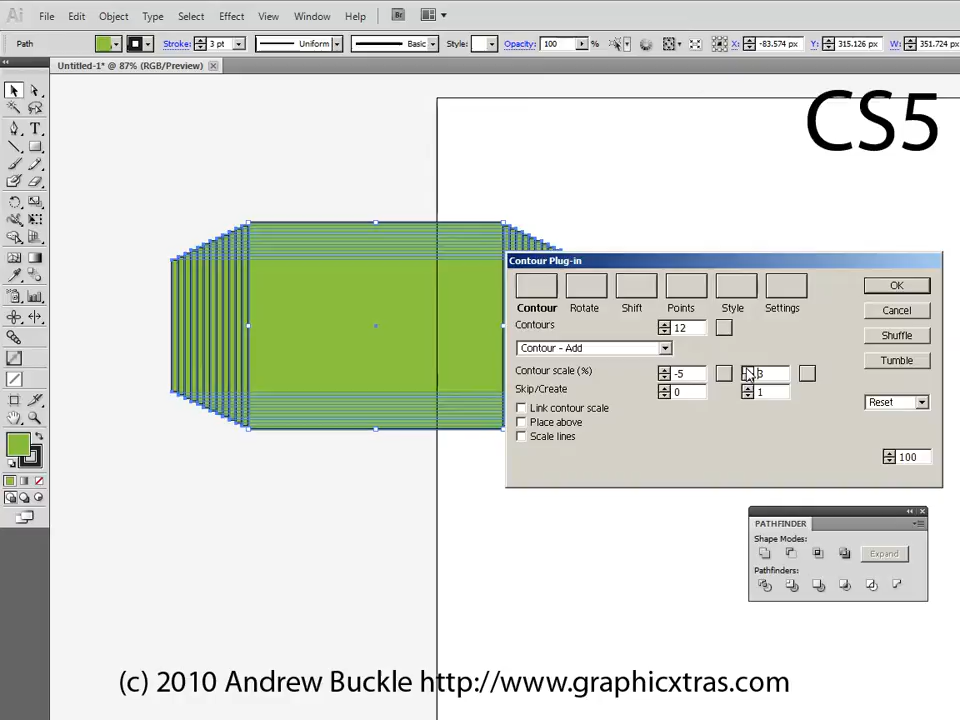 Ai File Edit Object Type Select Effect View Window Help Br
Path Stroke: 3 pt Uniform Basic Style: Opacity: 100 % X: -83.574 px Y: 315.126 px W: 351.724 px
Untitled-1* @ 87% (RGB/Preview)
CS5
Contour Plug-in
Contour Rotate Shift Points Style Settings
OK
Cancel
Shuffle
Tumble
Reset
100
Contours 12
Contour - Add
Contour scale (%) -5 3
Skip/Create 0 1
Link contour scale
Place above
Scale lines
PATHFINDER
Shape Modes:
Expand
Pathfinders:
(c) 2010 Andrew Buckle http://www.graphicxtras.com